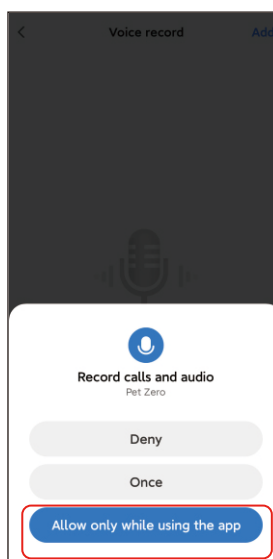 Voice record
Add
Record calls and audio
Pet Zero
Deny
Once
Allow only while using the app